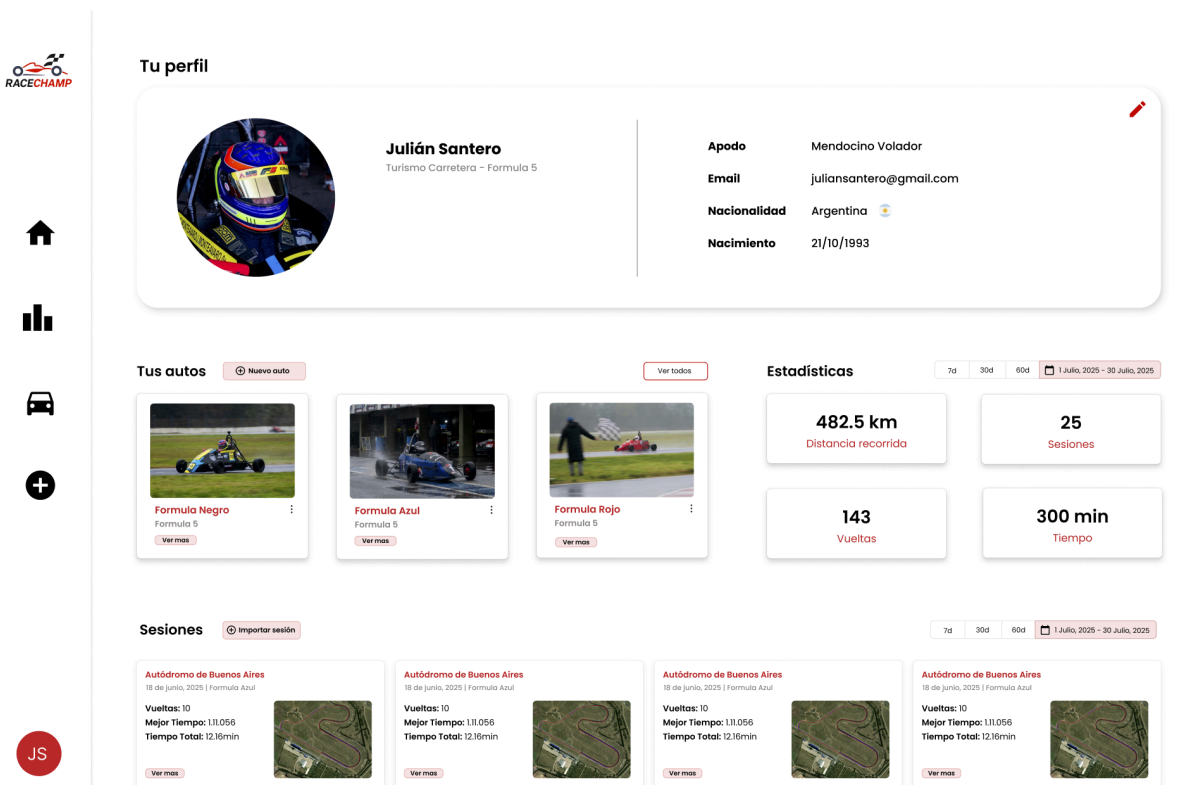 RACECHAMP
Tu perfil
Julián Santero
Turismo Carretera - Formula 5
Apodo Mendocino Volador
Email juliansantero@gmail.com
Nacionalidad Argentina
Nacimiento 21/10/1993
Tus autos
Nuevo auto
Ver todos
Formula Negro
Formula 5
Ver mas
Formula Azul
Formula 5
Ver mas
Formula Rojo
Formula 5
Ver mas
Estadísticas
7d 30d 60d 1 Julio, 2025 - 30 Julio, 2025
482.5 km
Distancia recorrida
25
Sesiones
143
Vueltas
300 min
Tiempo
Sesiones
Importar sesión
7d 30d 60d 1 Julio, 2025 - 30 Julio, 2025
Autódromo de Buenos Aires
18 de junio, 2025 | Formula Azul
Vueltas: 10
Mejor Tiempo: 1.11.056
Tiempo Total: 12.16min
Ver mas
Autódromo de Buenos Aires
18 de junio, 2025 | Formula Azul
Vueltas: 10
Mejor Tiempo: 1.11.056
Tiempo Total: 12.16min
Ver mas
Autódromo de Buenos Aires
18 de junio, 2025 | Formula Azul
Vueltas: 10
Mejor Tiempo: 1.11.056
Tiempo Total: 12.16min
Ver mas
Autódromo de Buenos Aires
18 de junio, 2025 | Formula Azul
Vueltas: 10
Mejor Tiempo: 1.11.056
Tiempo Total: 12.16min
Ver mas
JS